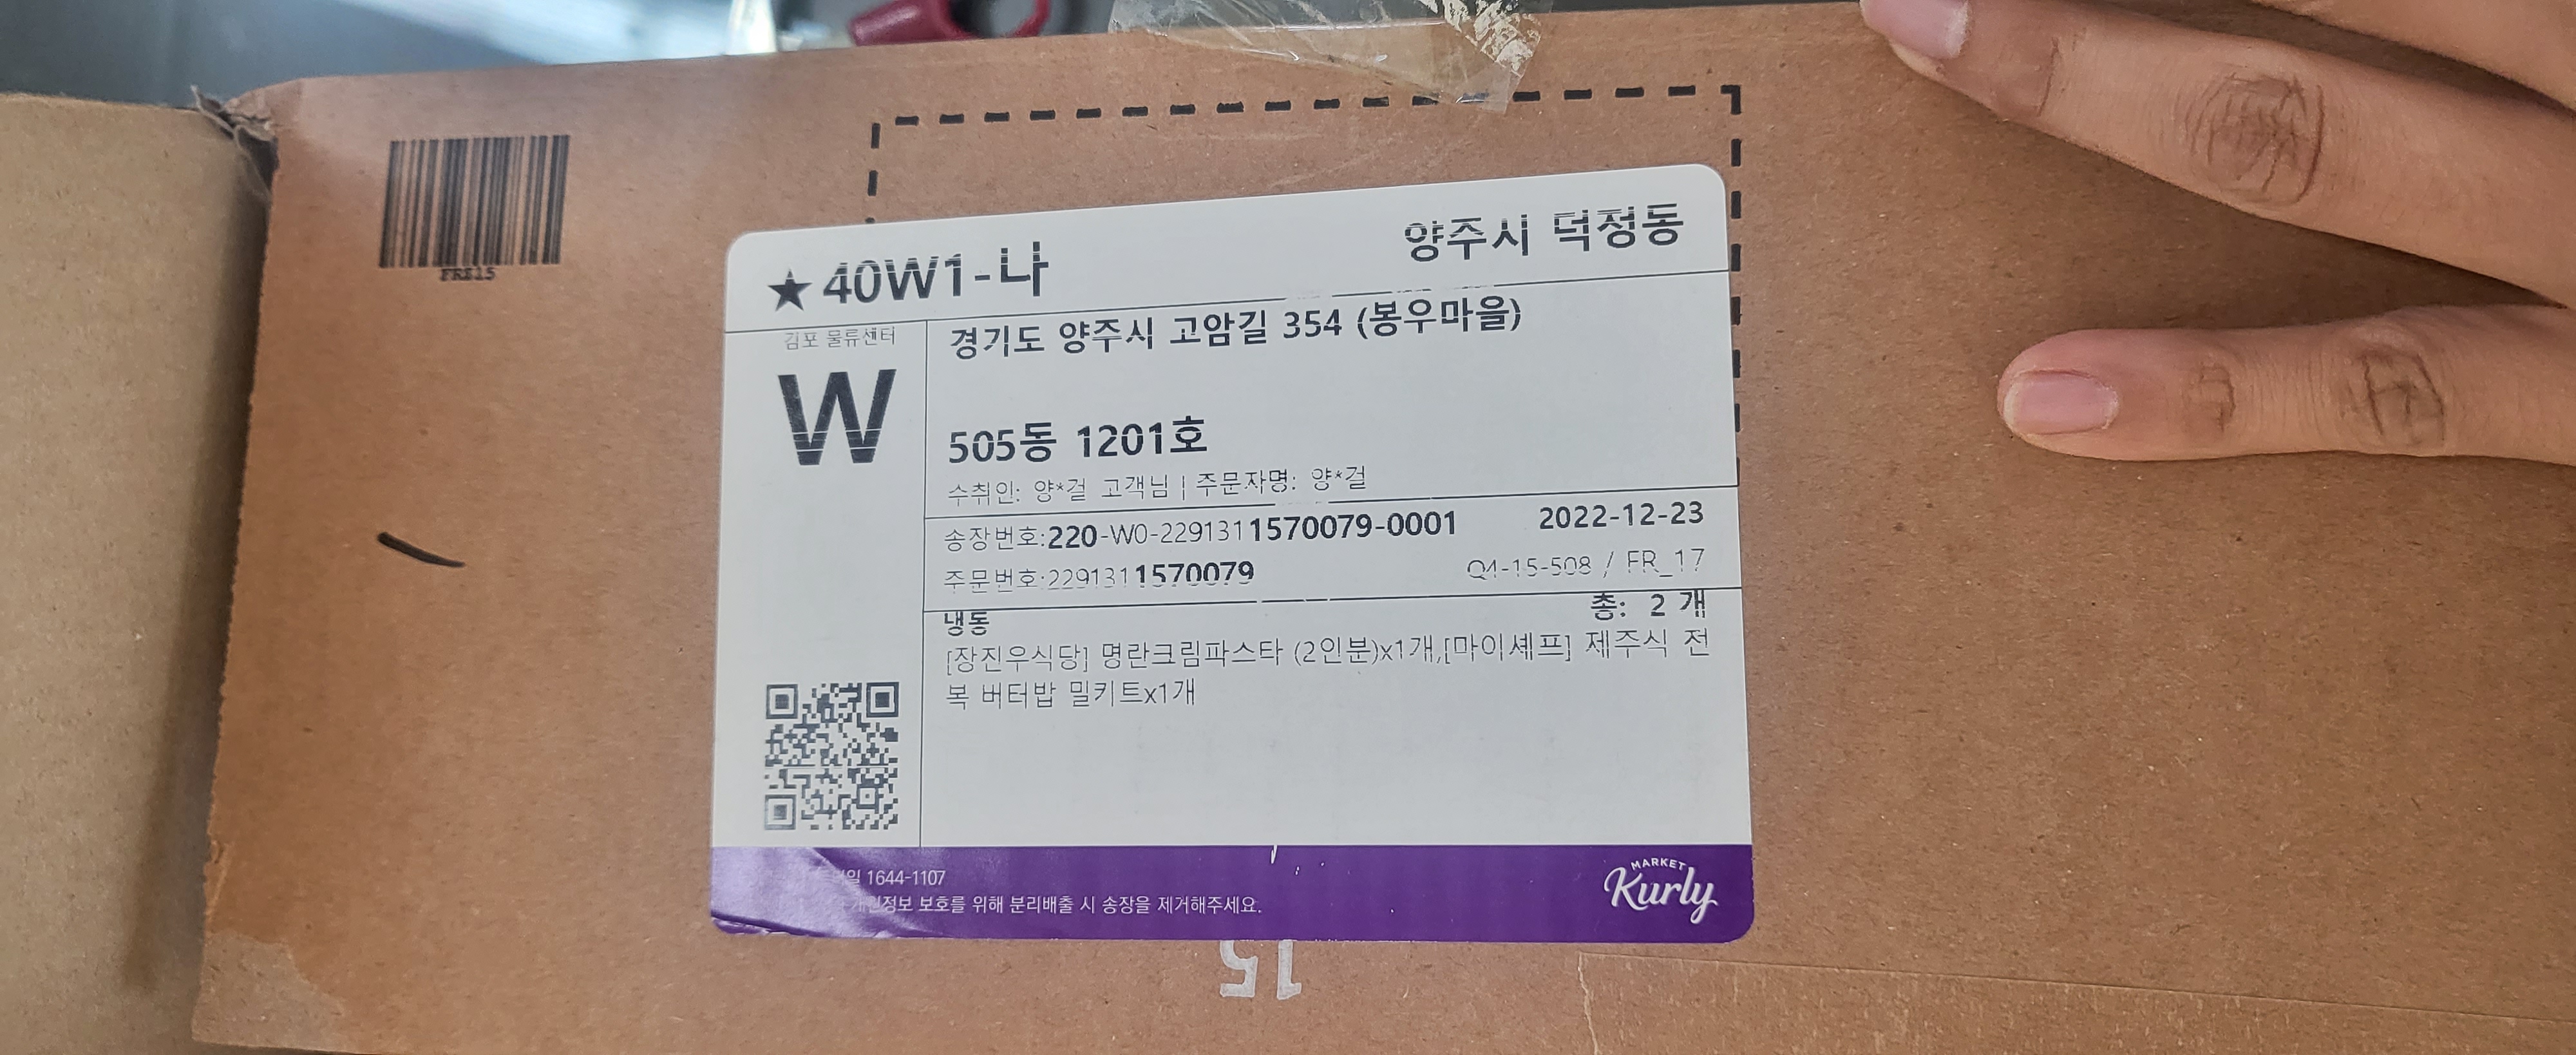 FRE15
★40W1-나
양주시 덕정동
김포 물류센터
W
경기도 양주시 고암길 354 (봉우마을)
505동 1201호
수취인: 양*걸 고객님 | 주문자명: 양*걸
송장번호:220-W0-2291311570079-0001 2022-12-23
주문번호:2291311570079 Q4-15-508 / FR_17
냉동 총: 2 개
[장진우식당] 명란크림파스타 (2인분)x1개,[마이셰프] 제주식 전
복 버터밥 밀키트x1개
일 1644-1107
개인정보 보호를 위해 분리배출 시 송장을 제거해주세요.
MARKET
Kurly
15